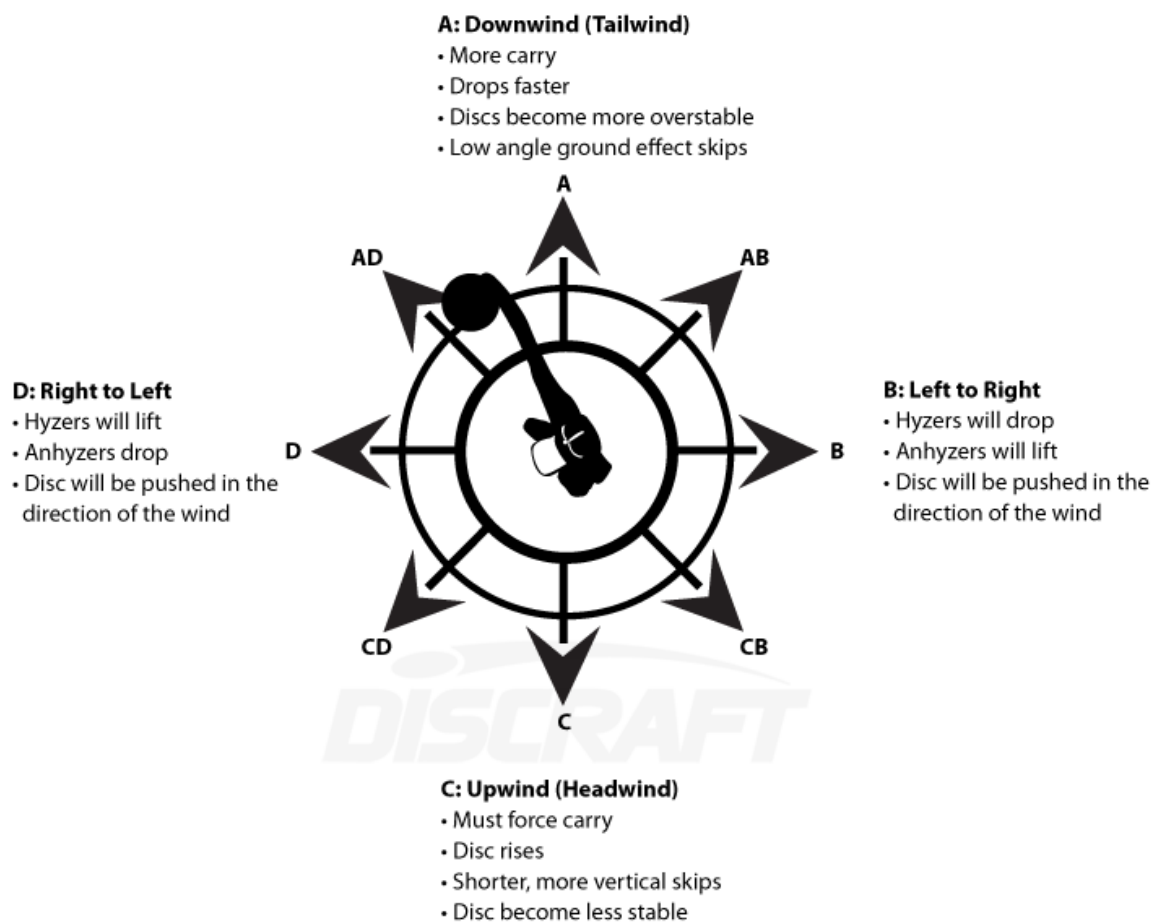 A: Downwind (Tailwind)
• More carry
• Drops faster
• Discs become more overstable
• Low angle ground effect skips
A
AD
AB
D: Right to Left
• Hyzers will lift
• Anhyzers drop
• Disc will be pushed in the
direction of the wind
D
B
B: Left to Right
• Hyzers will drop
• Anhyzers will lift
• Disc will be pushed in the
direction of the wind
CD
CB
C
DISCRAFT
C: Upwind (Headwind)
• Must force carry
• Disc rises
• Shorter, more vertical skips
• Disc become less stable